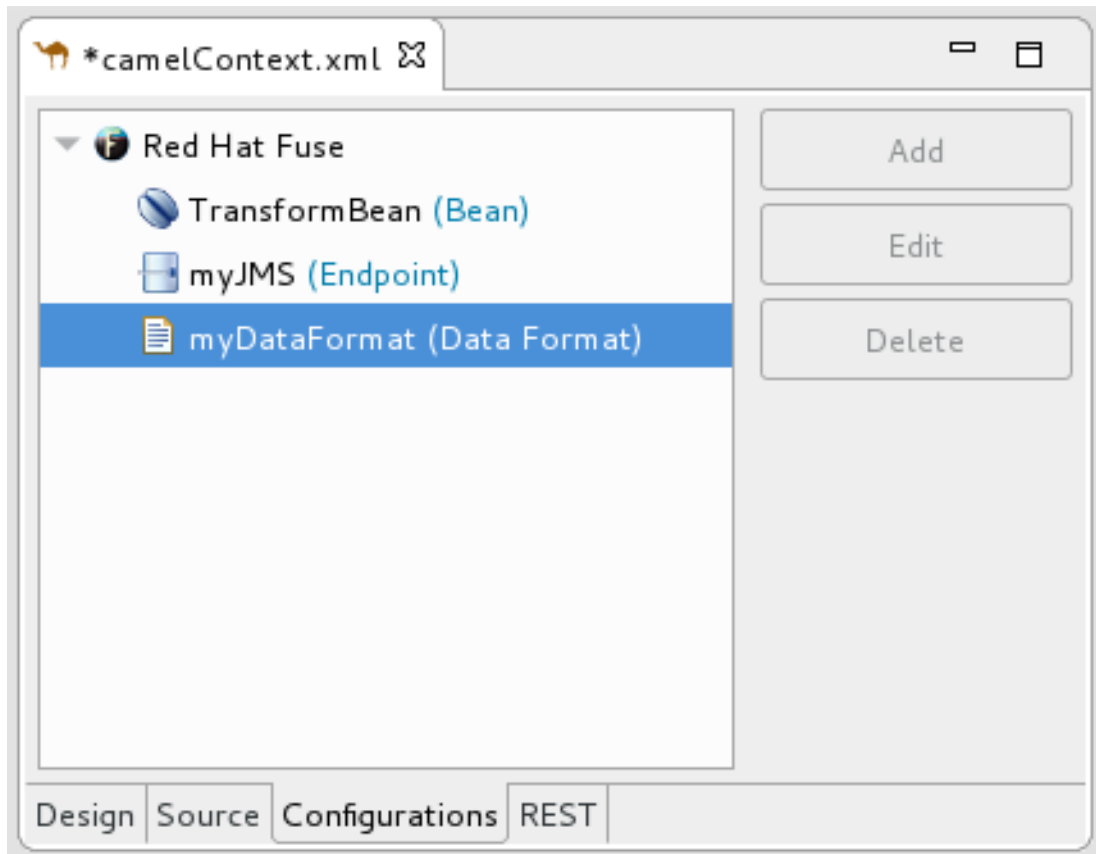 *camelContext.xml
Red Hat Fuse
TransformBean (Bean)
myJMS (Endpoint)
myDataFormat (Data Format)
Add
Edit
Delete
Design Source Configurations REST